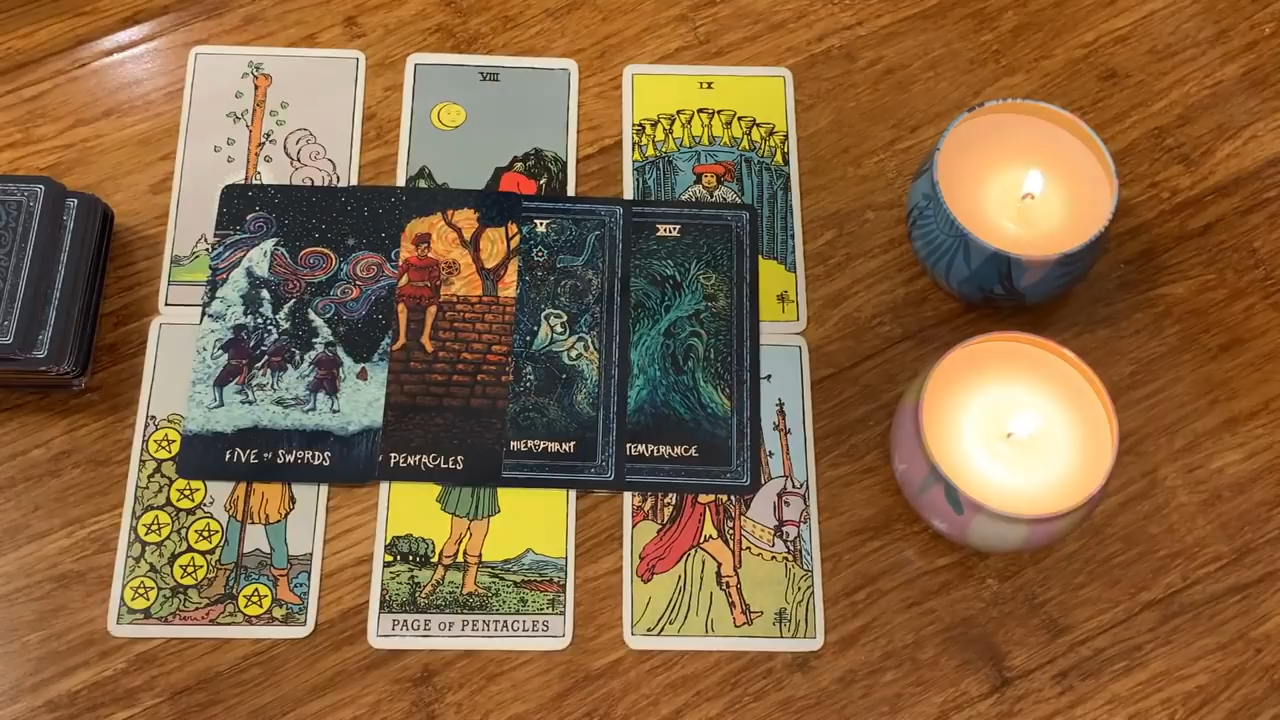 VIII
IX
V
XIV
FIVE OF SWORDS
F PENTACLES
HIEROPHANT
TEMPERANCE
PAGE OF PENTACLES